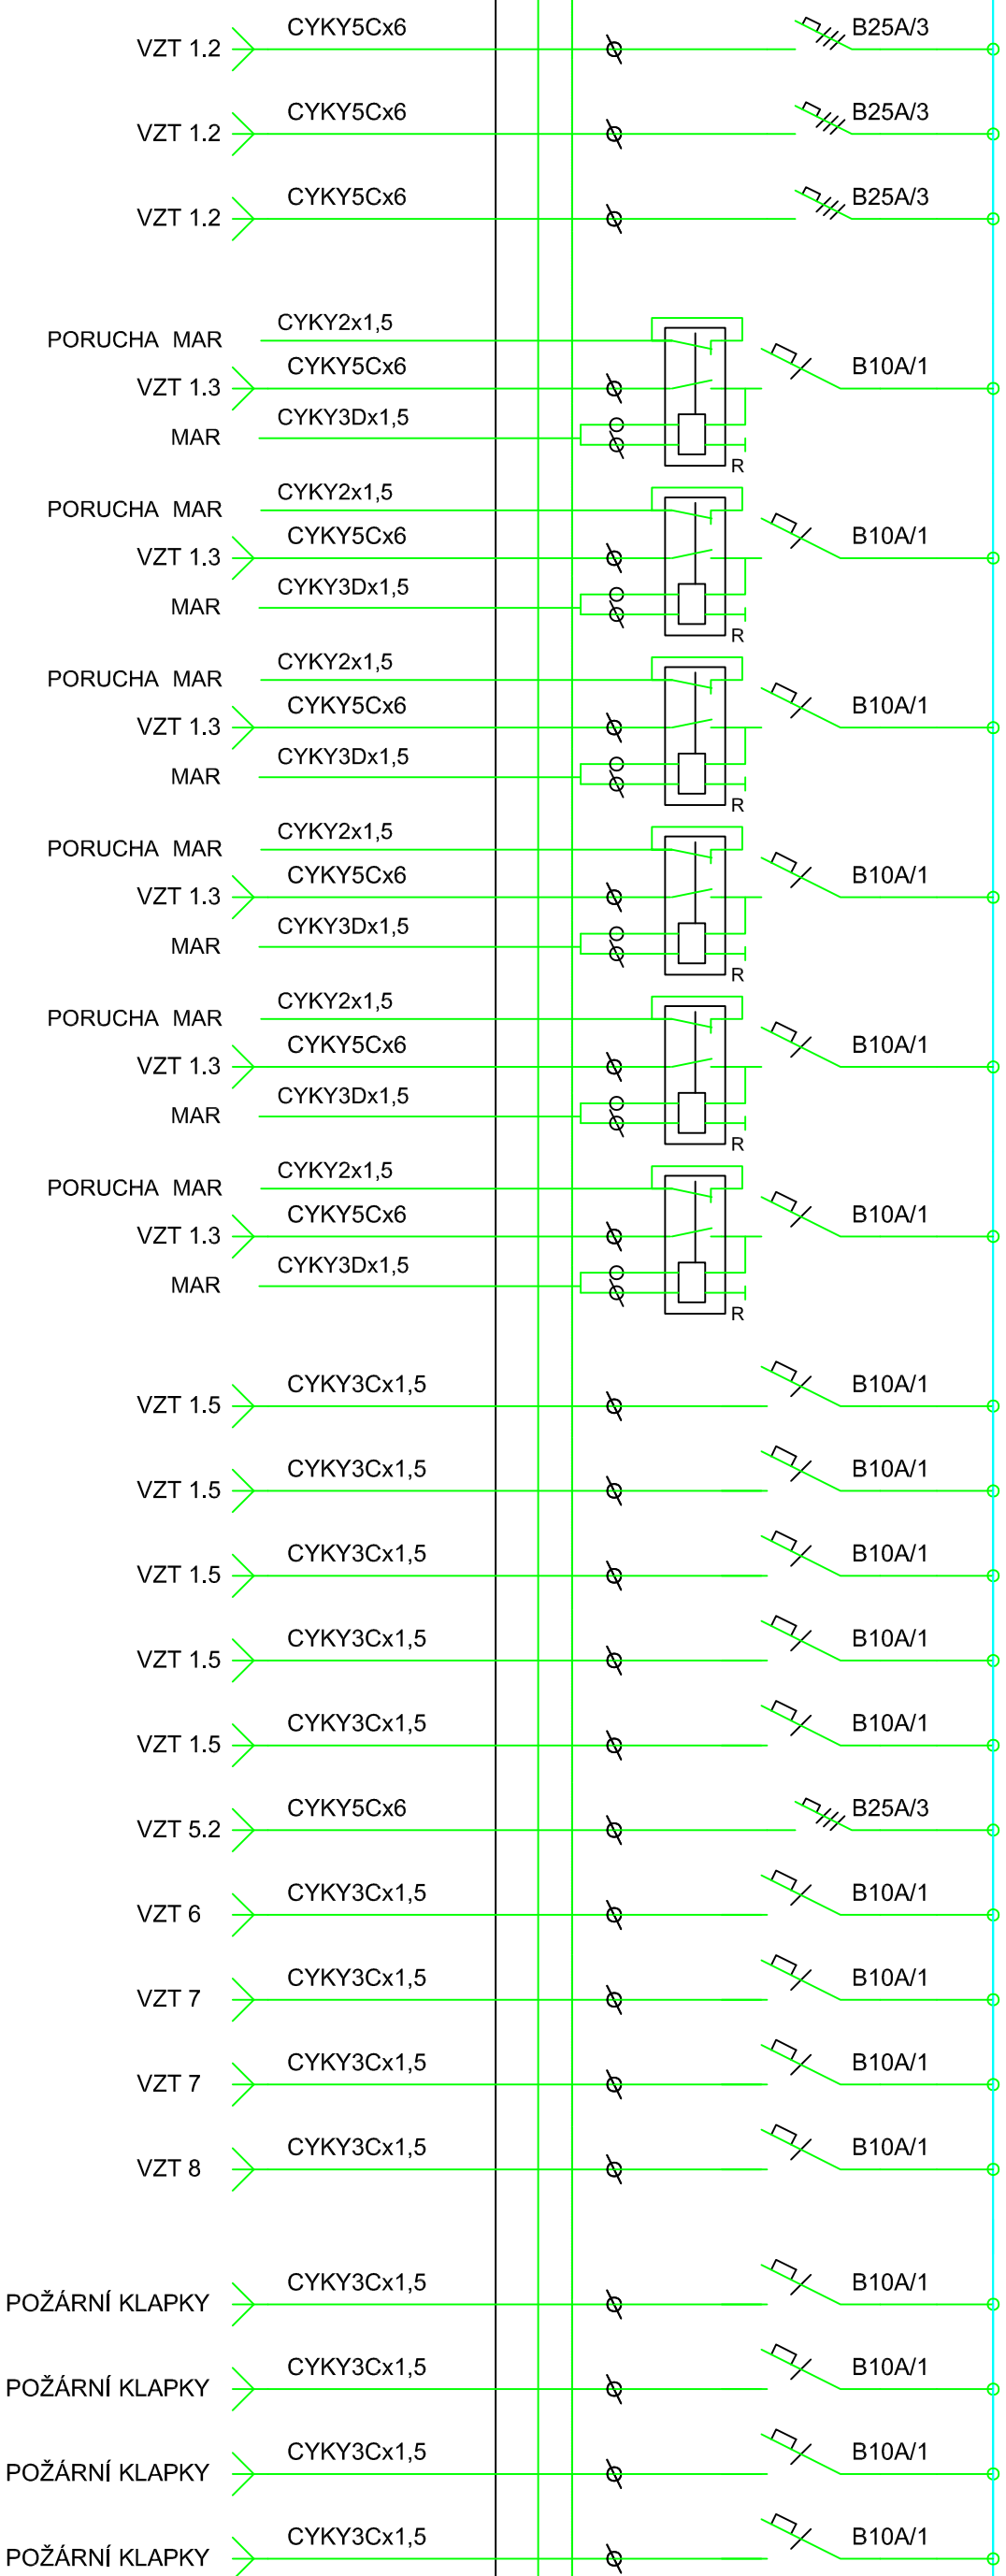 VZT 1.2 CYKY5Cx6 B25A/3
VZT 1.2 CYKY5Cx6 B25A/3
VZT 1.2 CYKY5Cx6 B25A/3
PORUCHA MAR CYKY2x1,5
VZT 1.3 CYKY5Cx6 B10A/1
MAR CYKY3Dx1,5
R
PORUCHA MAR CYKY2x1,5
VZT 1.3 CYKY5Cx6 B10A/1
MAR CYKY3Dx1,5
R
PORUCHA MAR CYKY2x1,5
VZT 1.3 CYKY5Cx6 B10A/1
MAR CYKY3Dx1,5
R
PORUCHA MAR CYKY2x1,5
VZT 1.3 CYKY5Cx6 B10A/1
MAR CYKY3Dx1,5
R
PORUCHA MAR CYKY2x1,5
VZT 1.3 CYKY5Cx6 B10A/1
MAR CYKY3Dx1,5
R
PORUCHA MAR CYKY2x1,5
VZT 1.3 CYKY5Cx6 B10A/1
MAR CYKY3Dx1,5
R
VZT 1.5 CYKY3Cx1,5 B10A/1
VZT 1.5 CYKY3Cx1,5 B10A/1
VZT 1.5 CYKY3Cx1,5 B10A/1
VZT 1.5 CYKY3Cx1,5 B10A/1
VZT 1.5 CYKY3Cx1,5 B10A/1
VZT 5.2 CYKY5Cx6 B25A/3
VZT 6 CYKY3Cx1,5 B10A/1
VZT 7 CYKY3Cx1,5 B10A/1
VZT 7 CYKY3Cx1,5 B10A/1
VZT 8 CYKY3Cx1,5 B10A/1
POŽÁRNÍ KLAPKY CYKY3Cx1,5 B10A/1
POŽÁRNÍ KLAPKY CYKY3Cx1,5 B10A/1
POŽÁRNÍ KLAPKY CYKY3Cx1,5 B10A/1
POŽÁRNÍ KLAPKY CYKY3Cx1,5 B10A/1